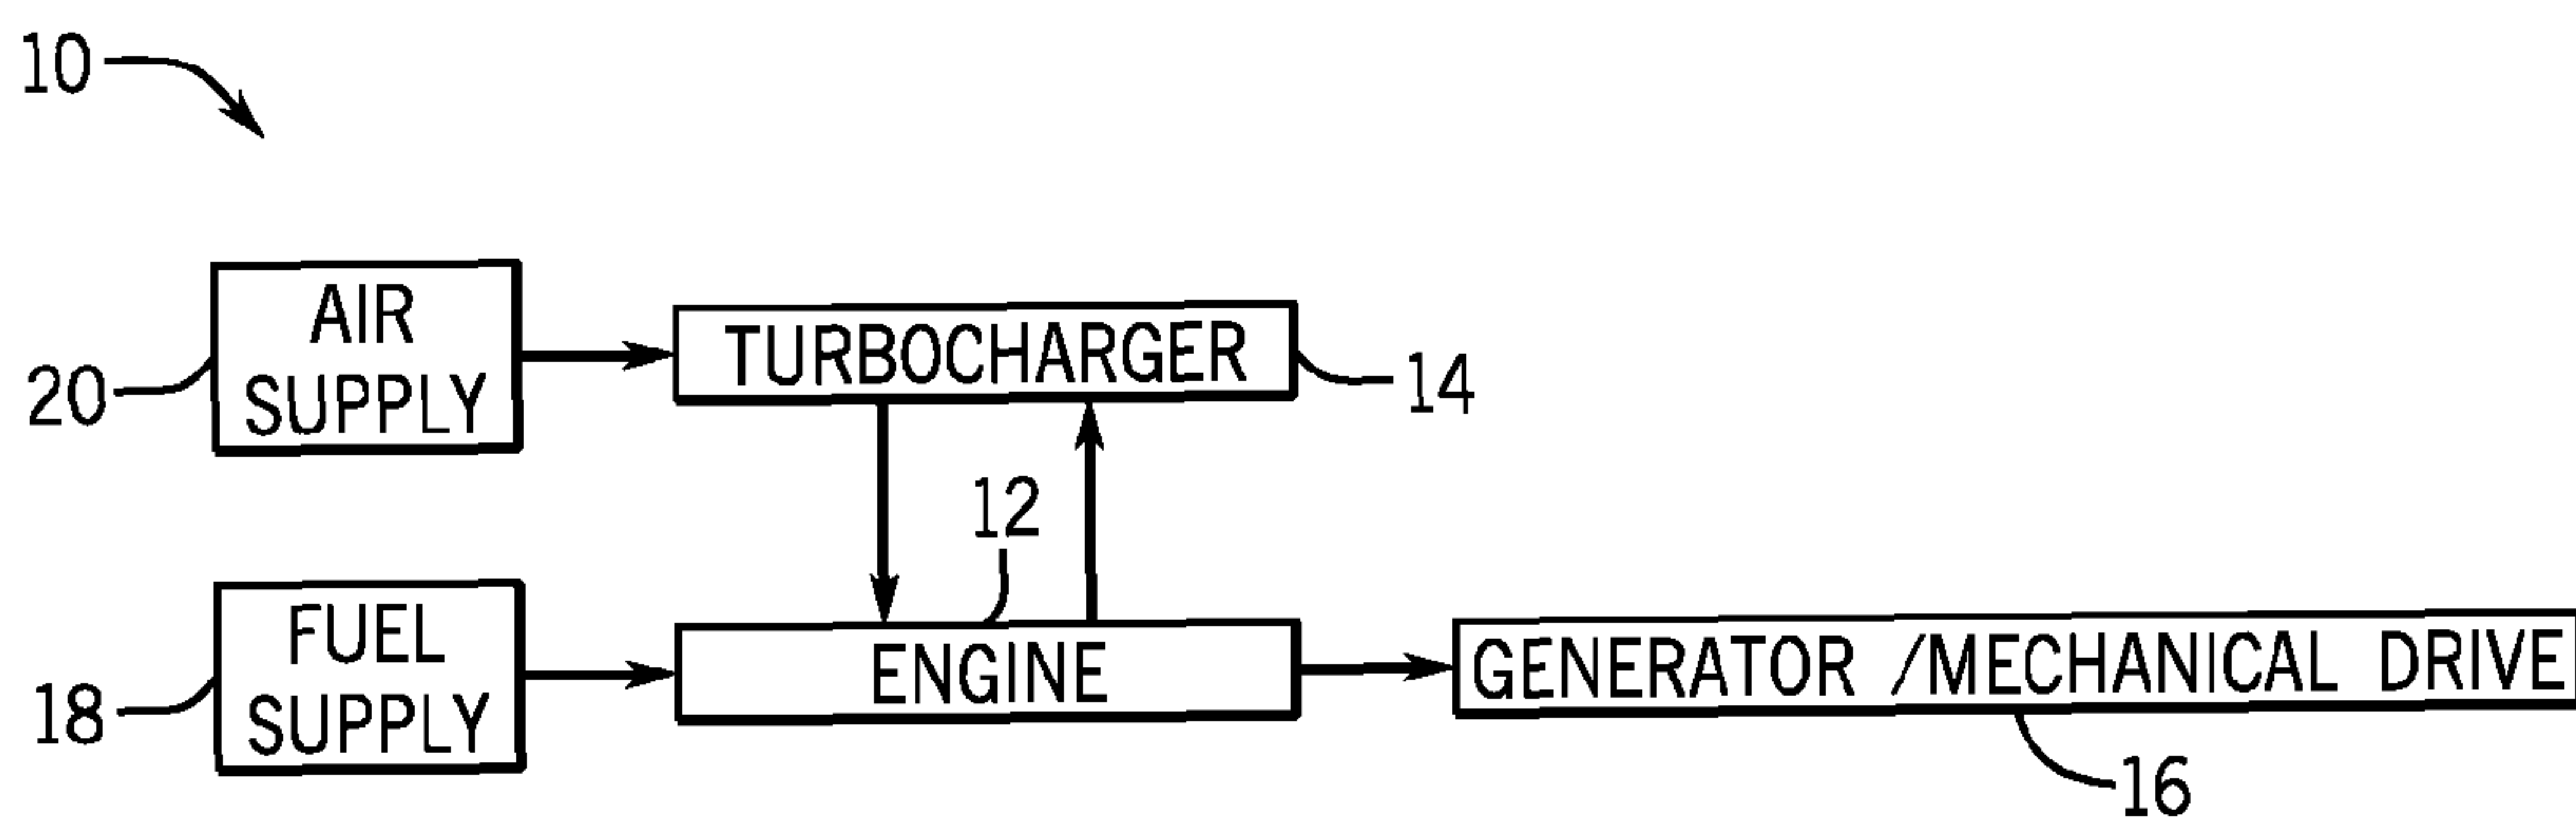 10
AIR
SUPPLY
20
TURBOCHARGER
14
12
FUEL
SUPPLY
18
ENGINE
GENERATOR /MECHANICAL DRIVE
16